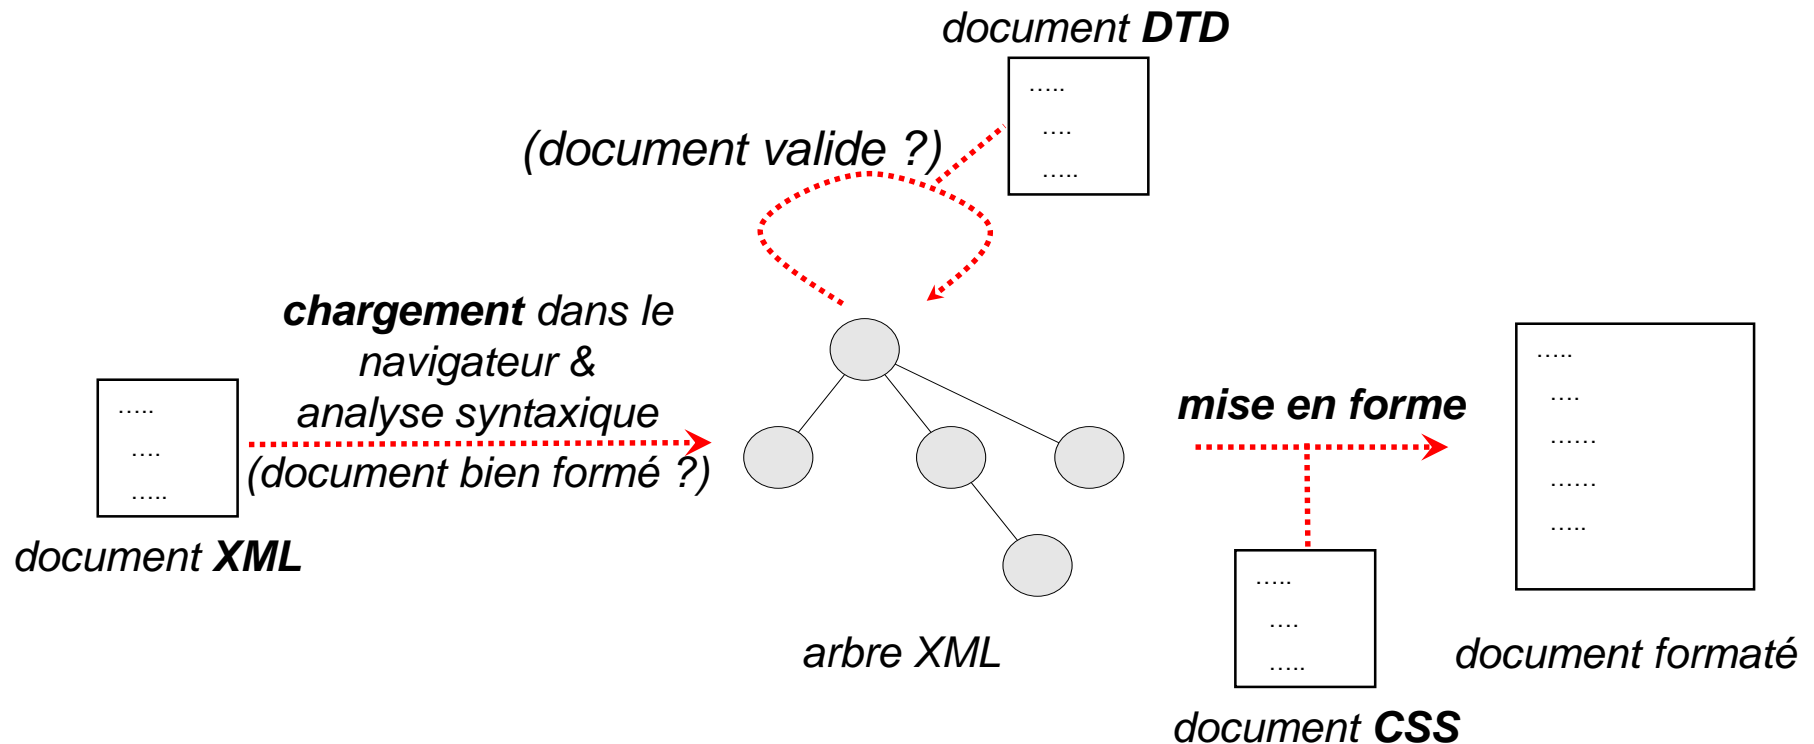 document DTD
…..
….
…..
(document valide ?)
chargement dans le
navigateur &
analyse syntaxique
(document bien formé ?)
…..
….
…..
document XML
arbre XML
mise en forme
…..
….
…..
document CSS
…..
….
……
……
…..
document formaté